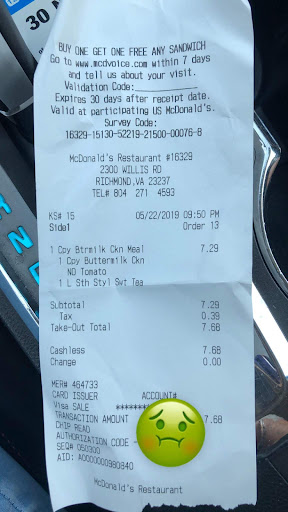 30
BUY ONE GET ONE FREE ANY SANDWICH
Go to www.mcdvoice.com within 7 days
and tell us about your visit.
Validation Code:
Expires 30 days after receipt date.
Valid at participating US McDonald's.
Survey Code:
16329-15130-52219-21500-00076-8
McDonald's Restaurant #16329
2300 WILLIS RD
RICHMOND,VA 23237
TEL# 804 271 4593
KS# 15 05/22/2019 09:50 PM
Side1 Order 13
1 Cpy Btrmilk Ckn Meal 7.29
1 Cpy Buttermilk Ckn
NO Tomato
1 L Sth Styl Swt Tea
Subtotal 7.29
Tax 0.39
Take-Out Total 7.68
Cashless 7.68
Change 0.00
MER# 464733
CARD ISSUER ACCOUNT#
Visa SALE ********
TRANSACTION AMOUNT 7.68
CHIP READ
AUTHORIZATION CODE -
SEQ# 050300
AID: A0000000980840
McDonald's Restaurant